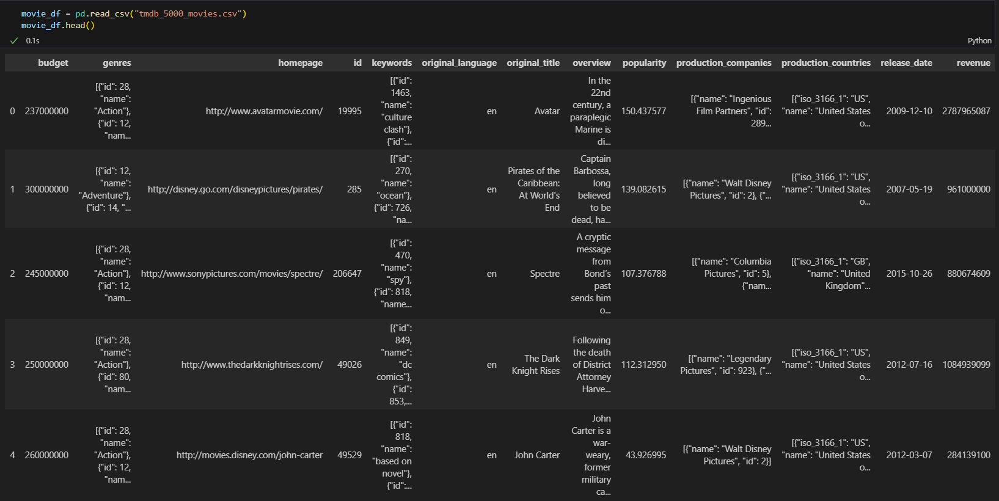 movie_df = pd.read_csv("tmdb_5000_movies.csv")
movie_df.head()
0.1s
Python
budget genres homepage id keywords original_language original_title overview popularity production_companies production_countries release_date revenue
0 237000000 [{"id": 28, "name": "Action"}, {"id": 12, "nam... http://www.avatarmovie.com/ 19995 [{"id": 1463, "name": "culture clash"}, {"id":... en Avatar In the 22nd century, a paraplegic Marine is di... 150.437577 [{"name": "Ingenious Film Partners", "id": 289... [{"iso_3166_1": "US", "name": "United States o... 2009-12-10 2787965087
1 300000000 [{"id": 12, "name": "Adventure"}, {"id": 14, "... http://disney.go.com/disneypictures/pirates/ 285 [{"id": 270, "name": "ocean"}, {"id": 726, "na... en Pirates of the Caribbean: At World's End Captain Barbossa, long believed to be dead, ha... 139.082615 [{"name": "Walt Disney Pictures", "id": 2}, {"... [{"iso_3166_1": "US", "name": "United States o... 2007-05-19 961000000
2 245000000 [{"id": 28, "name": "Action"}, {"id": 12, "nam... http://www.sonypictures.com/movies/spectre/ 206647 [{"id": 470, "name": "spy"}, {"id": 818, "name... en Spectre A cryptic message from Bond’s past sends him o... 107.376788 [{"name": "Columbia Pictures", "id": 5}, {"nam... [{"iso_3166_1": "GB", "name": "United Kingdom"... 2015-10-26 880674609
3 250000000 [{"id": 28, "name": "Action"}, {"id": 80, "nam... http://www.thedarkknightrises.com/ 49026 [{"id": 849, "name": "dc comics"}, {"id": 853,... en The Dark Knight Rises Following the death of District Attorney Harve... 112.312950 [{"name": "Legendary Pictures", "id": 923}, {"... [{"iso_3166_1": "US", "name": "United States o... 2012-07-16 1084939099
4 260000000 [{"id": 28, "name": "Action"}, {"id": 12, "nam... http://movies.disney.com/john-carter 49529 [{"id": 818, "name": "based on novel"}, {"id":... en John Carter John Carter is a war-weary, former military ca... 43.926995 [{"name": "Walt Disney Pictures", "id": 2}] [{"iso_3166_1": "US", "name": "United States o... 2012-03-07 284139100